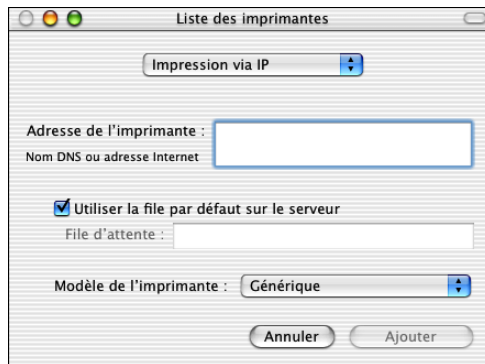 Liste des imprimantes
Impression via IP
Adresse de l'imprimante :
Nom DNS ou adresse Internet
Utiliser la file par défaut sur le serveur
File d'attente :
Modèle de l'imprimante : Générique
Annuler Ajouter